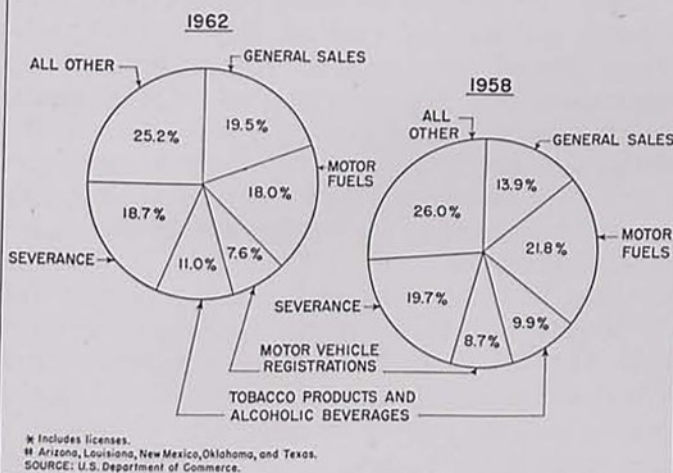 1962
ALL OTHER
GENERAL SALES
25.2%
19.5%
MOTOR
FUELS
18.0%
18.7%
11.0%
7.6%
SEVERANCE
1958
ALL
OTHER
GENERAL SALES
13.9%
26.0%
MOTOR
FUELS
21.8%
19.7%
9.9%
8.7%
SEVERANCE
MOTOR VEHICLE
REGISTRATIONS
TOBACCO PRODUCTS AND
ALCOHOLIC BEVERAGES
* Includes licenses.
# Arizona, Louisiana, New Mexico, Oklahoma, and Texas.
SOURCE: U.S. Department of Commerce.